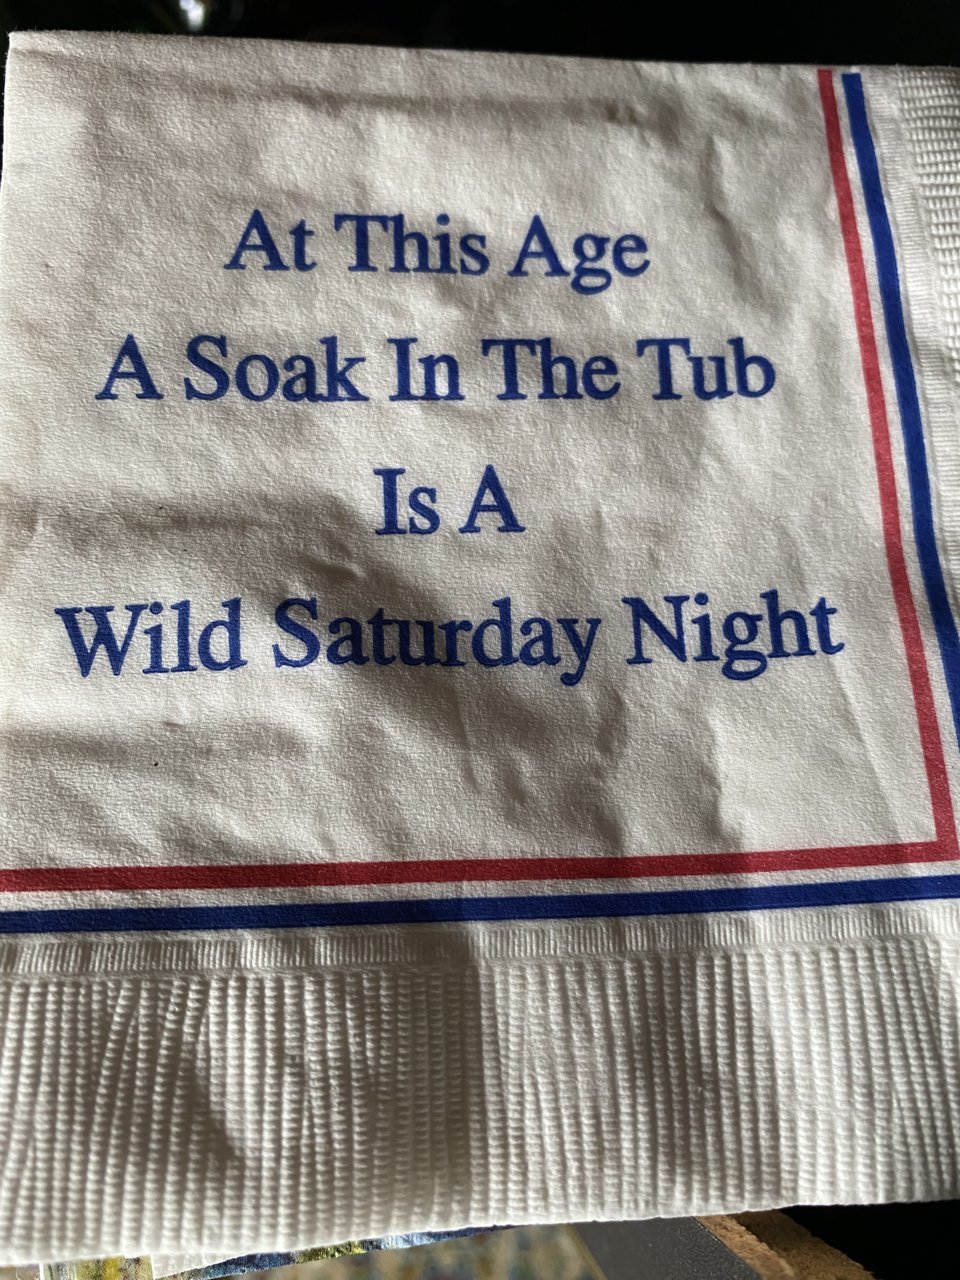 At This Age
A Soak In The Tub
Is A
Wild Saturday Night